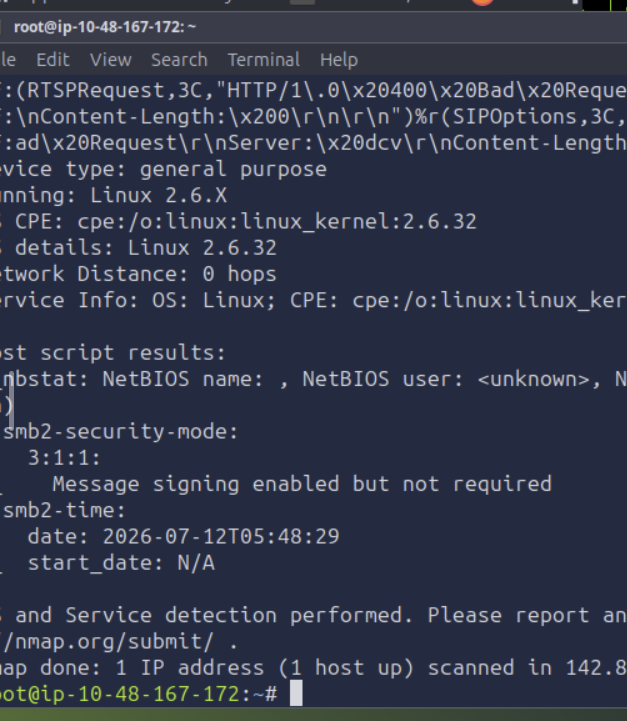 root@ip-10-48-167-172: ~
le Edit View Search Terminal Help
:(RTSPRequest,3C,"HTTP/1\.0\x20400\x20Bad\x20Reque
:\nContent-Length:\x200\r\n\r\n")%r(SIPOptions,3C,
:ad\x20Request\r\nServer:\x20dcv\r\nContent-Length
evice type: general purpose
unning: Linux 2.6.X
S CPE: cpe:/o:linux:linux_kernel:2.6.32
S details: Linux 2.6.32
etwork Distance: 0 hops
ervice Info: OS: Linux; CPE: cpe:/o:linux:linux_ker
ost script results:
_nbstat: NetBIOS name: , NetBIOS user: <unknown>, N
)
smb2-security-mode:
3:1:1:
_ Message signing enabled but not required
smb2-time:
date: 2026-07-12T05:48:29
_ start_date: N/A
S and Service detection performed. Please report an
//nmap.org/submit/ .
map done: 1 IP address (1 host up) scanned in 142.8
oot@ip-10-48-167-172:~#